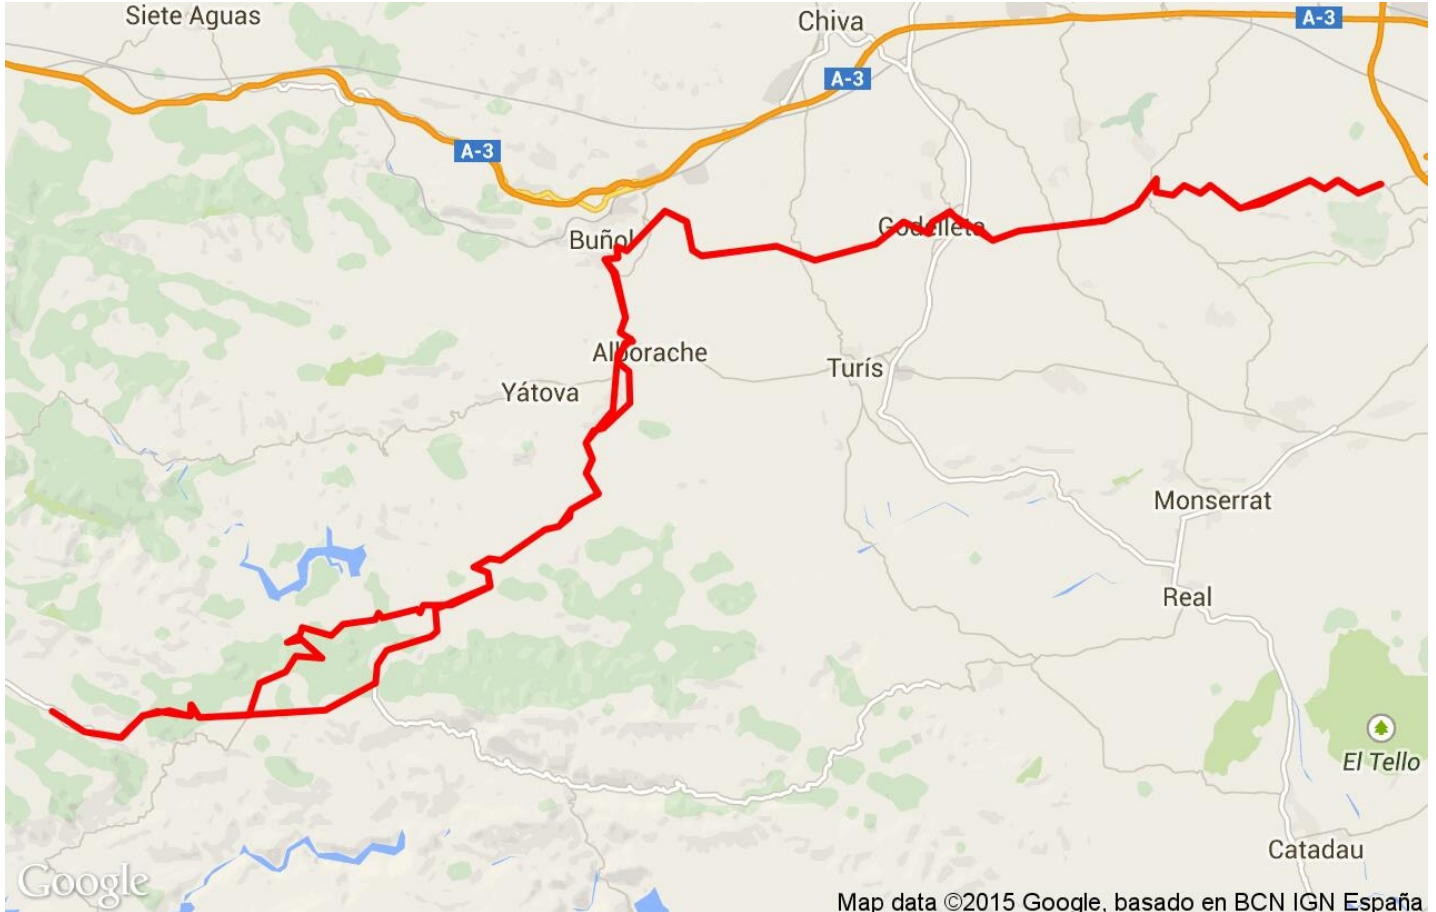 Siete Aguas
Chiva
A-3
A-3
A-3
Buñol
Godelleta
Alborache
Turís
Yátova
Monserrat
Real
El Tello
Catadau
Google
Map data ©2015 Google, basado en BCN IGN España